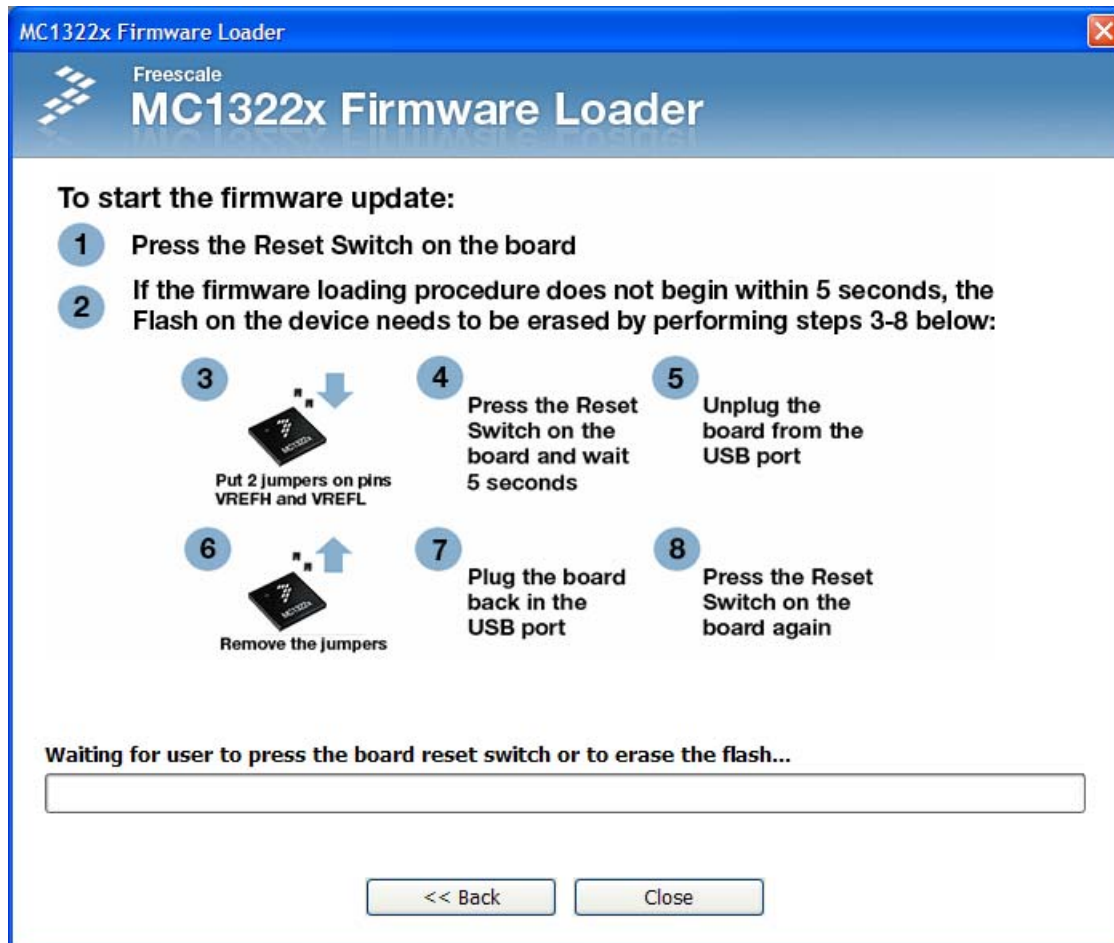 MC1322x Firmware Loader
Freescale
MC1322x Firmware Loader
To start the firmware update:
1 Press the Reset Switch on the board
2 If the firmware loading procedure does not begin within 5 seconds, the
Flash on the device needs to be erased by performing steps 3-8 below:
3
MC1322x
Put 2 jumpers on pins
VREFH and VREFL
4
Press the Reset
Switch on the
board and wait
5 seconds
5
Unplug the
board from the
USB port
6
MC1322x
Remove the jumpers
7
Plug the board
back in the
USB port
8
Press the Reset
Switch on the
board again
Waiting for user to press the board reset switch or to erase the flash...
<< Back
Close